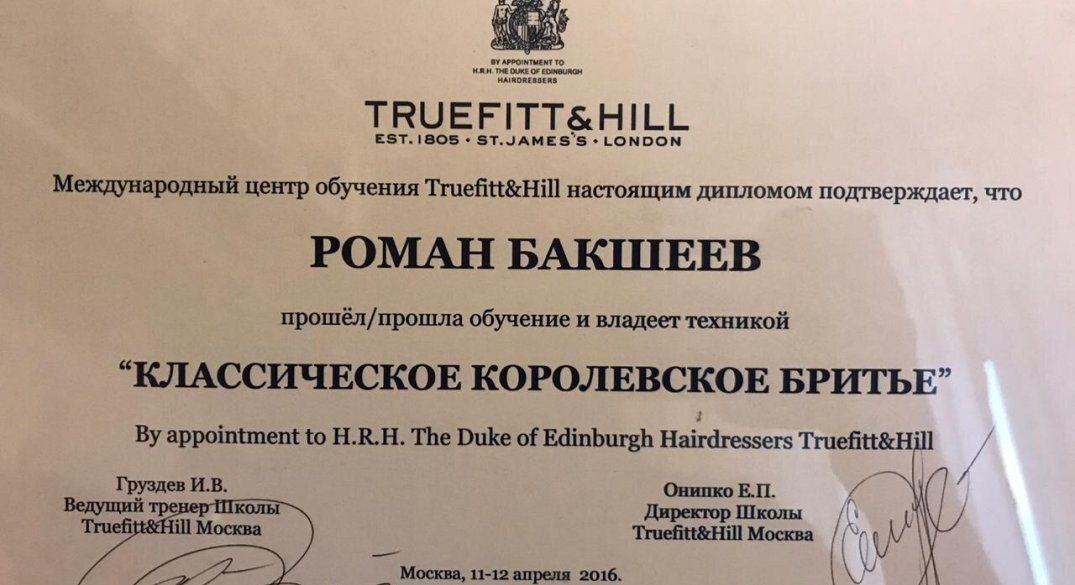 BY APPOINTMENT TO
H.R.H. THE DUKE OF EDINBURGH
HAIRDRESSERS
TRUEFITT&HILL
EST. 1805 • ST. JAMES'S • LONDON
Международный центр обучения Truefitt&Hill настоящим дипломом подтверждает, что
РОМАН БАКШЕЕВ
прошёл/прошла обучение и владеет техникой
“КЛАССИЧЕСКОЕ КОРОЛЕВСКОЕ БРИТЬЕ”
By appointment to H.R.H. The Duke of Edinburgh Hairdressers Truefitt&Hill
Груздев И.В.
Ведущий тренер Школы
Truefitt&Hill Москва
Онипко Е.П.
Директор Школы
Truefitt&Hill Москва
Москва, 11-12 апреля 2016.